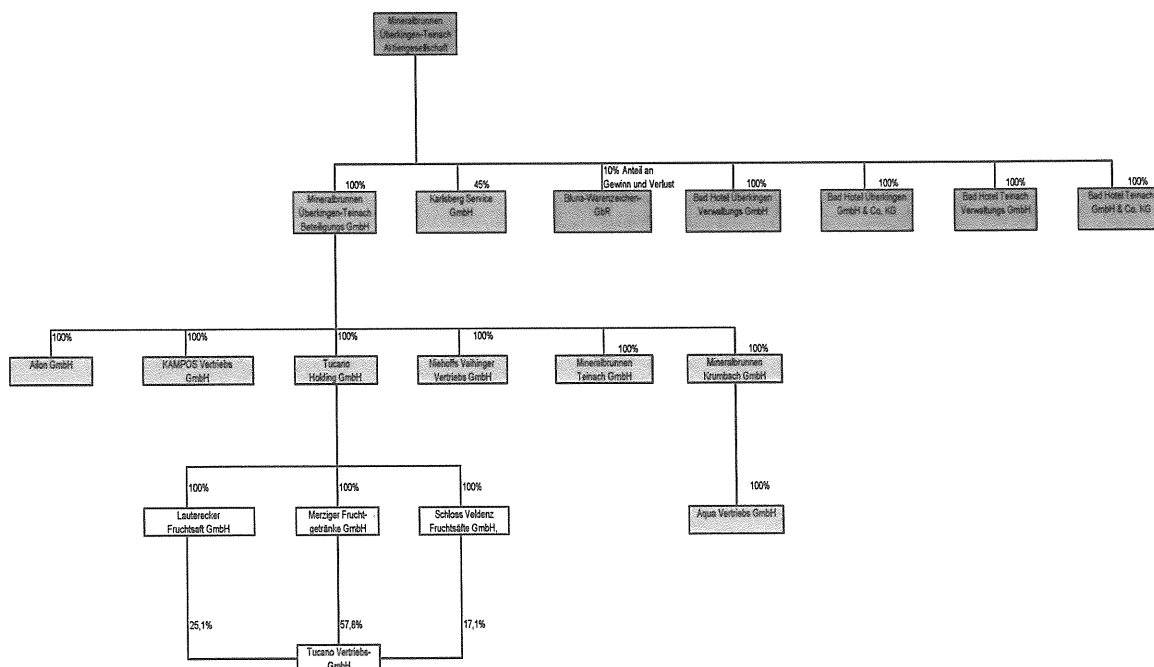 Mineralbrunnen
Überkingen-Teinach
Aktiengesellschaft
100%
45%
10% Anteil an
Gewinn und Verlust
100%
100%
100%
100%
Mineralbrunnen
Überkingen-Teinach
Beteiligungs GmbH
Karlsberg Service
GmbH
Bluna-Warenzeichen-
GbR
Bad Hotel Überkingen
Verwaltungs GmbH
Bad Hotel Überkingen
GmbH & Co. KG
Bad Hotel Teinach
Verwaltungs GmbH
Bad Hotel Teinach
GmbH & Co. KG
100%
100%
100%
100%
100%
100%
GmbH
KAMPOS Vertriebs
GmbH
Tucano
Holding GmbH
Niehoffs Vaihinger
Vertriebs GmbH
Mineralbrunnen
Teinach GmbH
Mineralbrunnen
Krumbach GmbH
100%
100%
100%
100%
Lauterecker
Fruchtsaft GmbH
Merziger Frucht-
getränke GmbH
Schloss Veldenz
Fruchtsäfte GmbH,
Aqua Vertriebs GmbH
25,1%
57,8%
17,1%
Tucano Vertriebs-
GmbH